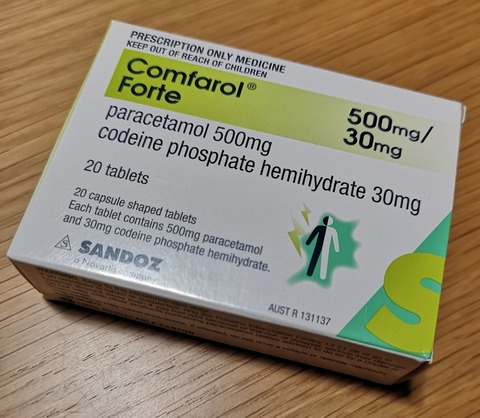 PRESCRIPTION ONLY MEDICINE
KEEP OUT OF REACH OF CHILDREN
Comfarol®
Forte
500mg/
30mg
paracetamol 500mg
codeine phosphate hemihydrate 30mg
20 tablets
20 capsule shaped tablets
Each tablet contains 500mg paracetamol
and 30mg codeine phosphate hemihydrate.
S SANDOZ
a Novartis company
AUST R 131137
S